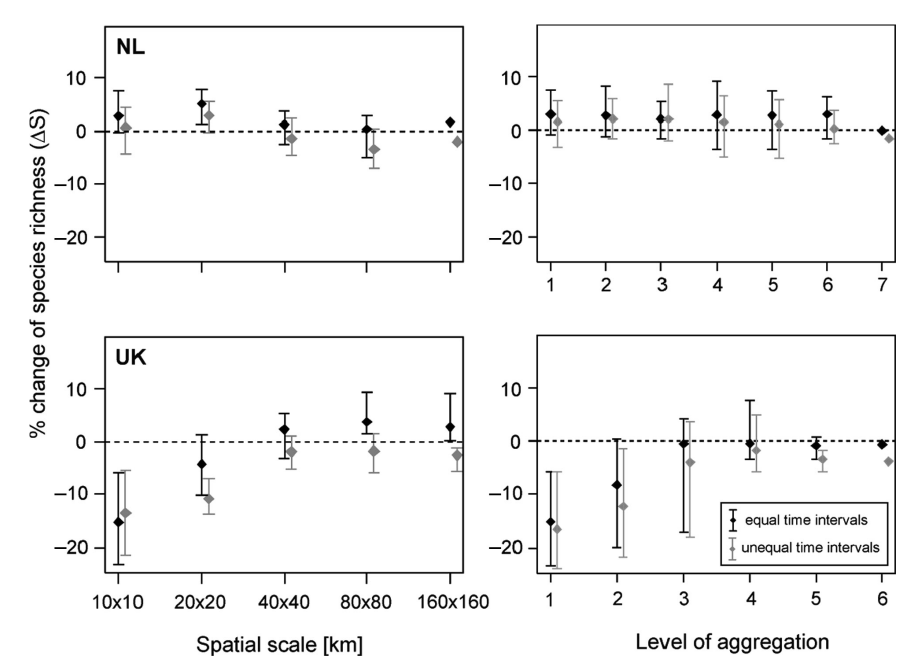 % change of species richness (ΔS)
NL
10
0
–10
–20
10
0
–10
–20
1 2 3 4 5 6 7
UK
10
0
–10
–20
10x10 20x20 40x40 80x80 160x160
Spatial scale [km]
10
0
–10
–20
equal time intervals
unequal time intervals
1 2 3 4 5 6
Level of aggregation